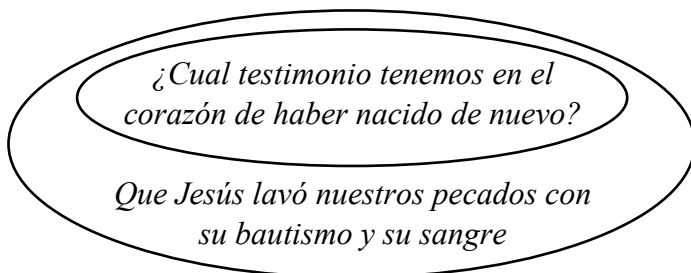 ¿Cual testimonio tenemos en el
corazón de haber nacido de nuevo?
Que Jesús lavó nuestros pecados con
su bautismo y su sangre